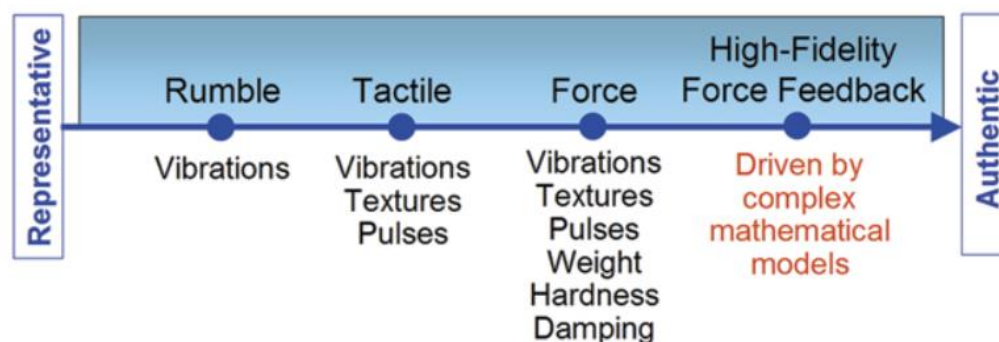 Representative
Rumble
Vibrations
Tactile
Vibrations
Textures
Pulses
Force
Vibrations
Textures
Pulses
Weight
Hardness
Damping
High-Fidelity
Force Feedback
Driven by
complex
mathematical
models
Authentic